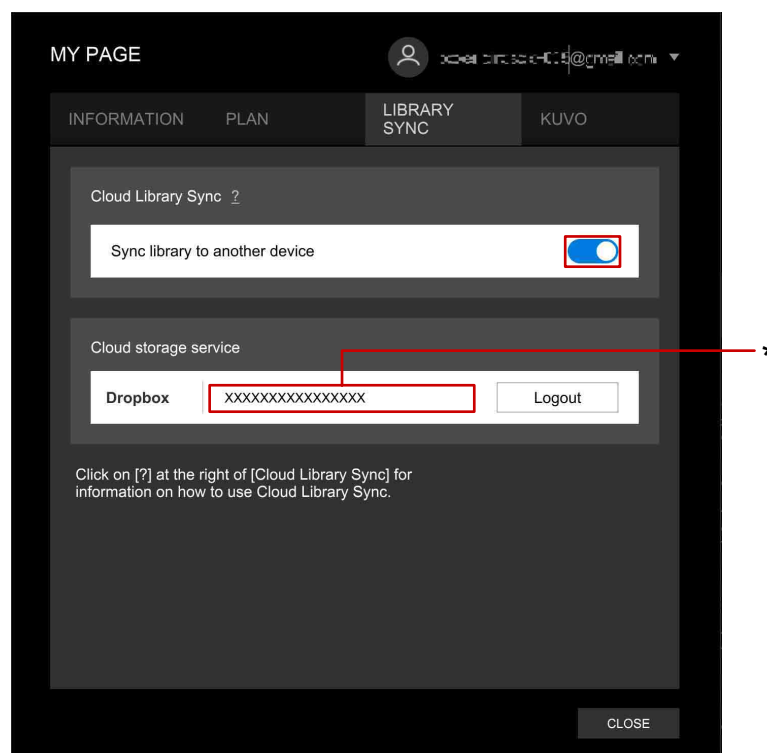 MY PAGE
INFORMATION
PLAN
LIBRARY
SYNC
KUVO
Cloud Library Sync ?
Sync library to another device
Cloud storage service
Dropbox
XXXXXXXXXXXXXXXX
Logout
*
Click on [?] at the right of [Cloud Library Sync] for
information on how to use Cloud Library Sync.
CLOSE